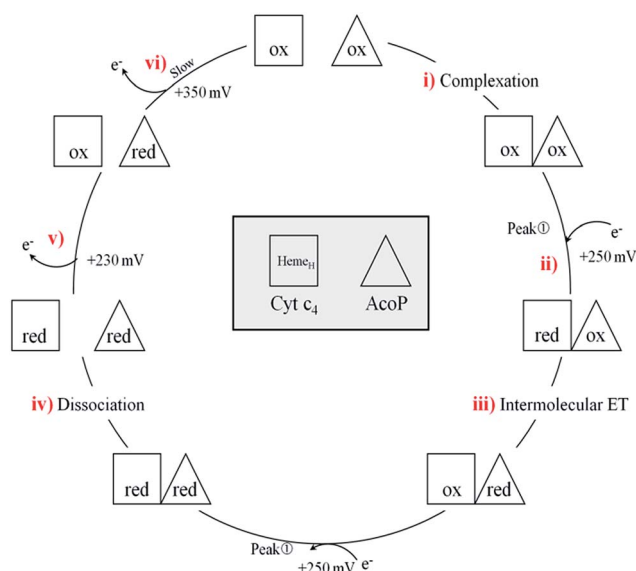 ox ox
i) Complexation
ox ox
Peak① e-
+250 mV
ii)
red ox
iii) Intermolecular ET
ox red
Peak① e-
+250 mV
red red
iv) Dissociation
red red
v)
e- +230 mV
ox red
vi) Slow
e-
+350 mV
HemeH
Cyt c4 AcoP